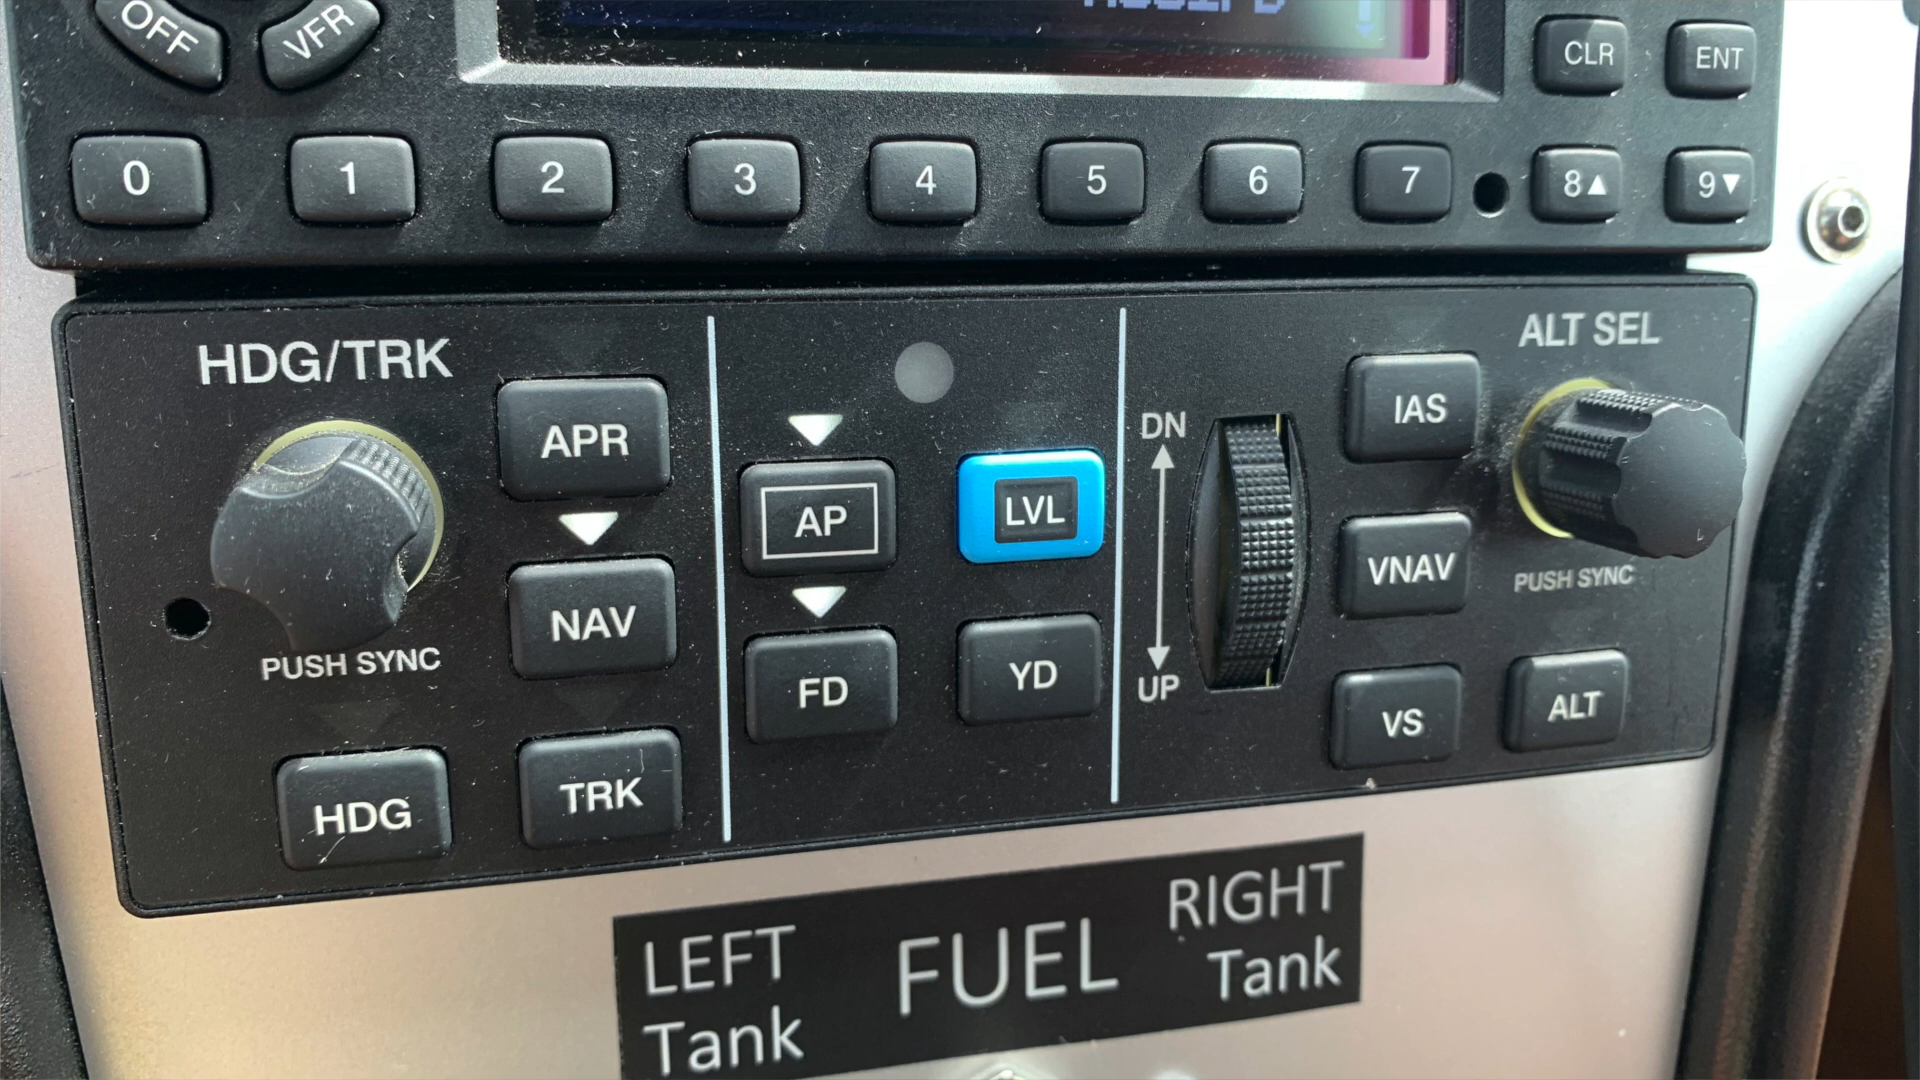 OFF
VFR
CLR
ENT
0 1 2 3 4 5 6 7 8▲ 9▼
HDG/TRK
PUSH SYNC
APR
NAV
HDG
TRK
AP
LVL
FD
YD
DN
UP
IAS
VNAV
VS
ALT SEL
PUSH SYNC
ALT
LEFT
Tank
FUEL
RIGHT
Tank